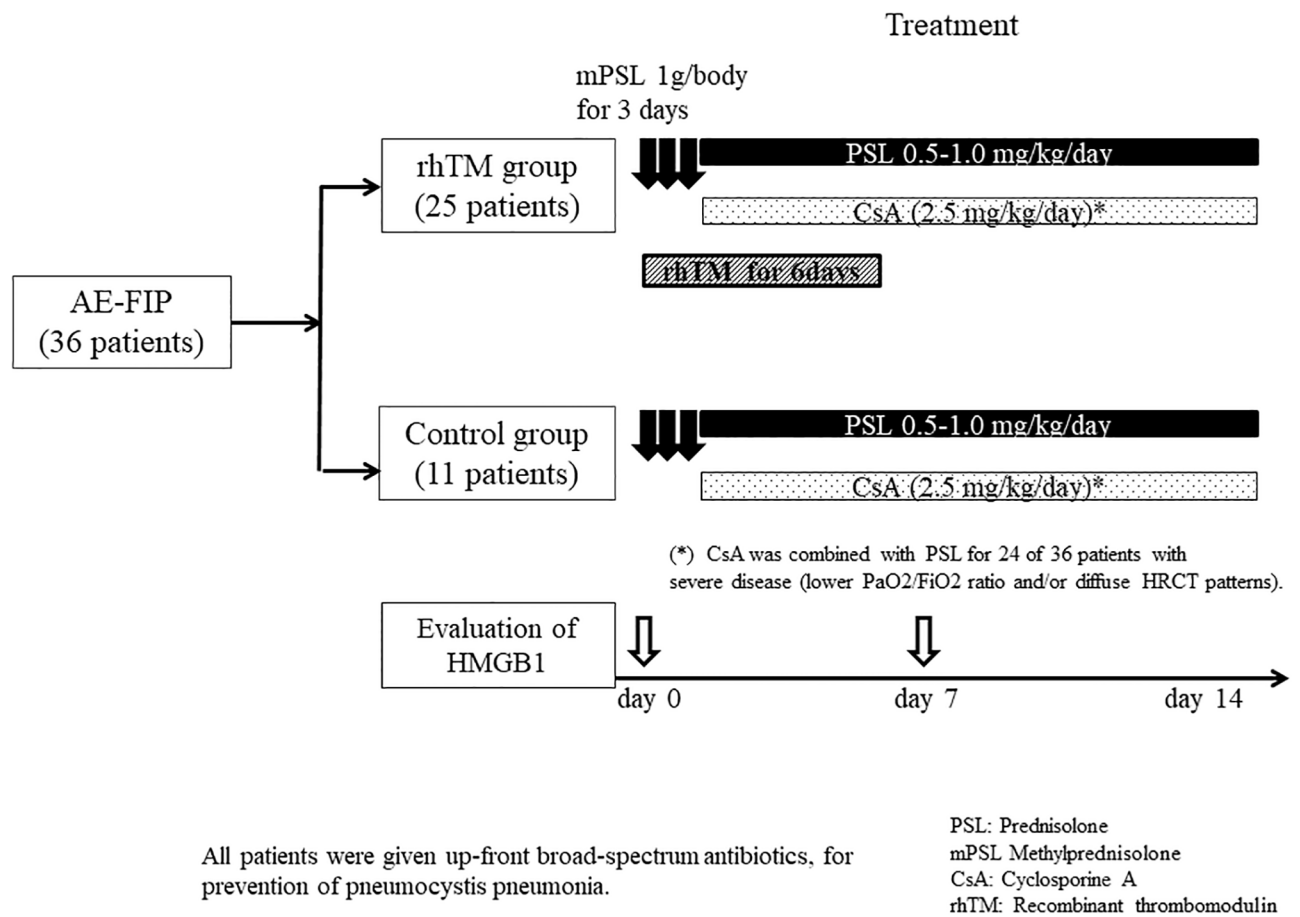 Treatment
mPSL 1g/body
for 3 days
rhTM group
(25 patients)
PSL 0.5-1.0 mg/kg/day
CsA (2.5 mg/kg/day)*
rhTM for 6days
AE-FIP
(36 patients)
Control group
(11 patients)
PSL 0.5-1.0 mg/kg/day
CsA (2.5 mg/kg/day)*
(*) CsA was combined with PSL for 24 of 36 patients with
severe disease (lower PaO2/FiO2 ratio and/or diffuse HRCT patterns).
Evaluation of
HMGB1
day 0
day 7
day 14
All patients were given up-front broad-spectrum antibiotics, for
prevention of pneumocystis pneumonia.
PSL: Prednisolone
mPSL Methylprednisolone
CsA: Cyclosporine A
rhTM: Recombinant thrombomodulin